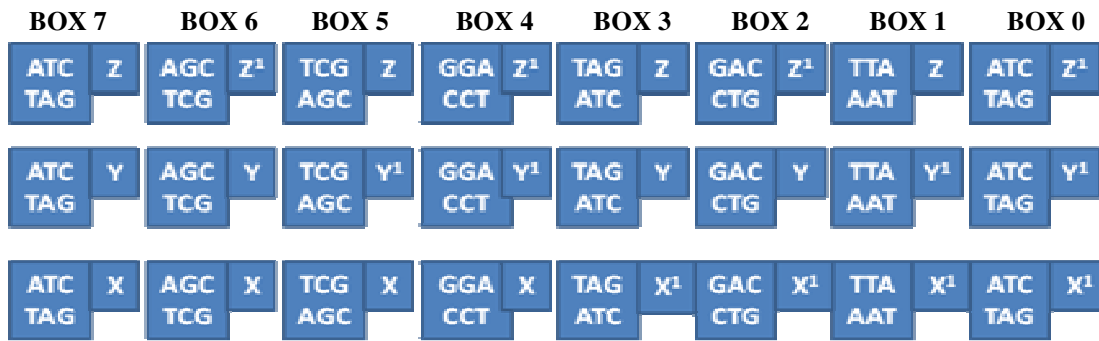 BOX 7 BOX 6 BOX 5 BOX 4 BOX 3 BOX 2 BOX 1 BOX 0
ATC Z AGC Z¹ TCG Z GGA Z¹ TAG Z GAC Z¹ TTA Z ATC Z¹
TAG TCG AGC CCT ATC CTG AAT TAG
ATC Y AGC Y TCG Y¹ GGA Y¹ TAG Y GAC Y TTA Y¹ ATC Y¹
TAG TCG AGC CCT ATC CTG AAT TAG
ATC X AGC X TCG X GGA X TAG X¹ GAC X¹ TTA X¹ ATC X¹
TAG TCG AGC CCT ATC CTG AAT TAG